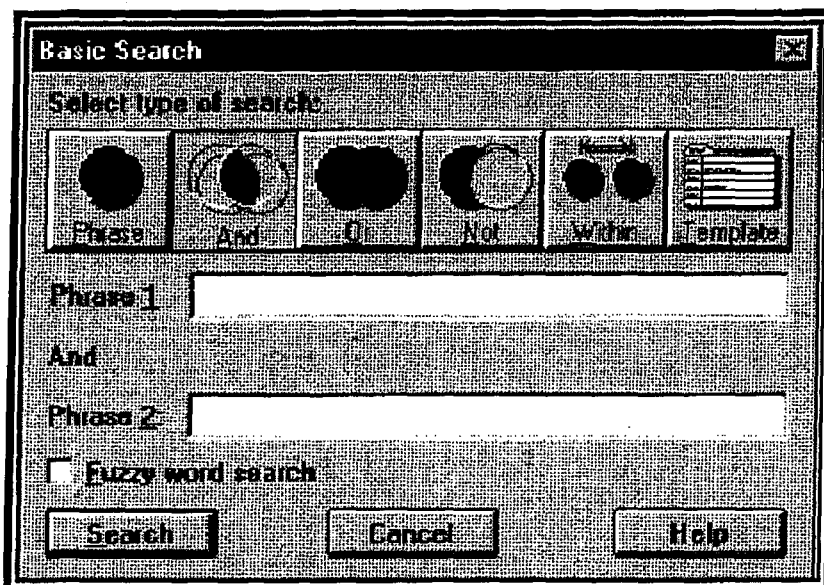 Basic Search
Select type of search:
Phrase And Or Not Within Template
Phrase 1
And
Phrase 2
Fuzzy word search
Search Cancel Help